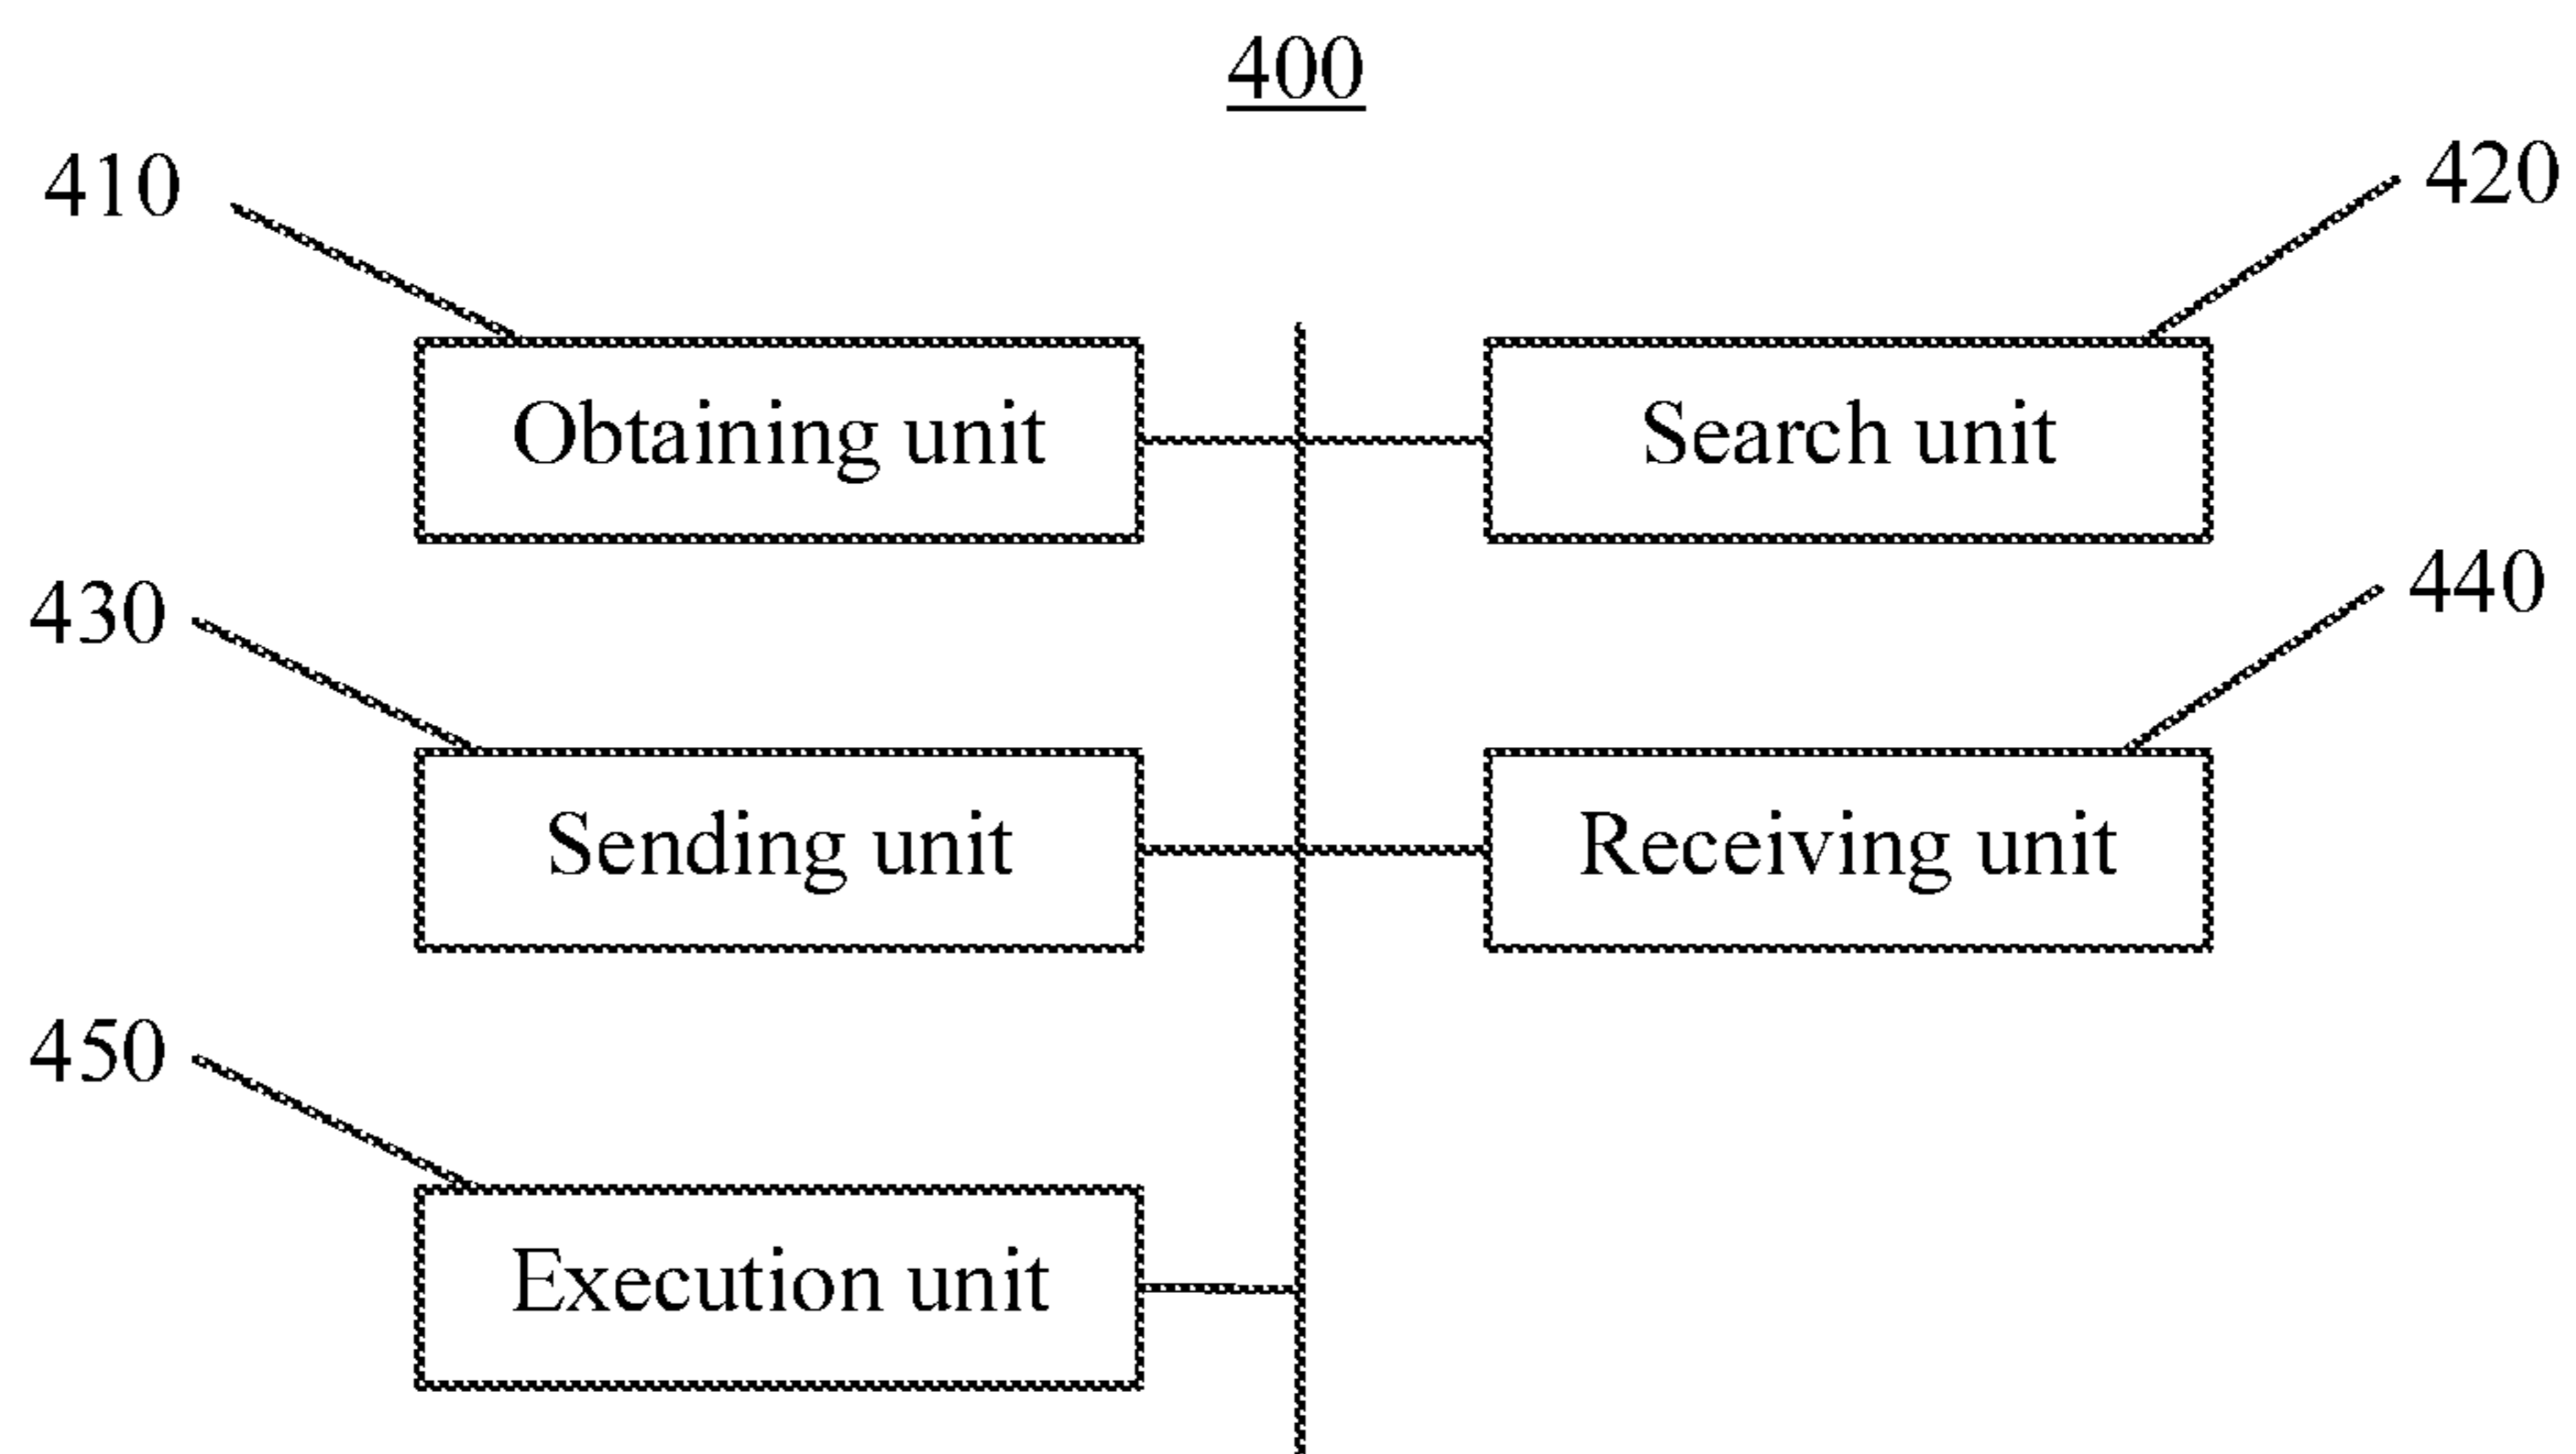 400
410
420
Obtaining unit
Search unit
430
440
Sending unit
Receiving unit
450
Execution unit